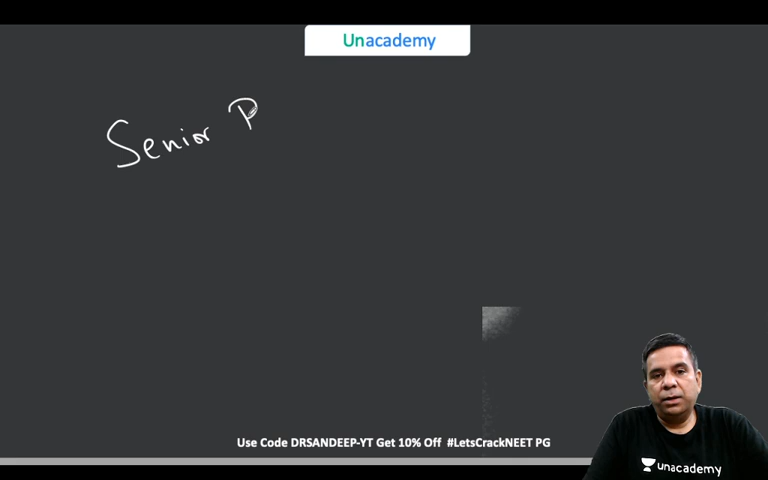 Unacademy
Senior P
Use Code DRSANDEEP-YT Get 10% Off #LetsCrackNEET PG
unacademy